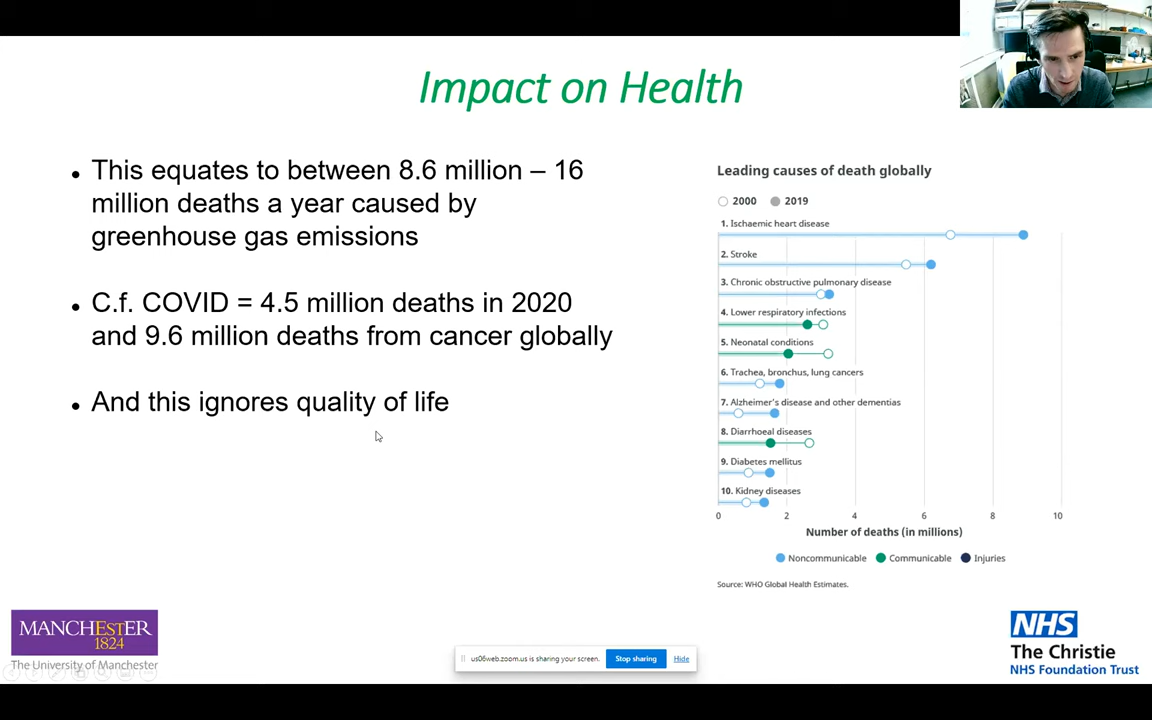 Impact on Health
• This equates to between 8.6 million – 16
million deaths a year caused by
greenhouse gas emissions
• C.f. COVID = 4.5 million deaths in 2020
and 9.6 million deaths from cancer globally
• And this ignores quality of life
Leading causes of death globally
2000 2019
1. Ischaemic heart disease
2. Stroke
3. Chronic obstructive pulmonary disease
4. Lower respiratory infections
5. Neonatal conditions
6. Trachea, bronchus, lung cancers
7. Alzheimer's disease and other dementias
8. Diarrhoeal diseases
9. Diabetes mellitus
10. Kidney diseases
0 2 4 6 8 10
Number of deaths (in millions)
Noncommunicable Communicable Injuries
Source: WHO Global Health Estimates.
MANCHESTER
1824
The University of Manchester
us06web.zoom.us is sharing your screen. Stop sharing Hide
NHS
The Christie
NHS Foundation Trust